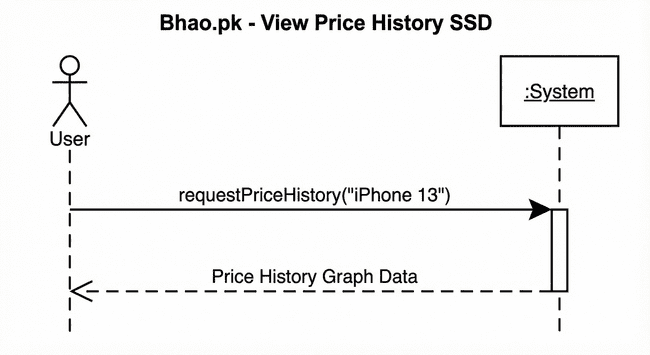 Bhao.pk - View Price History SSD
User
:System
requestPriceHistory("iPhone 13")
Price History Graph Data